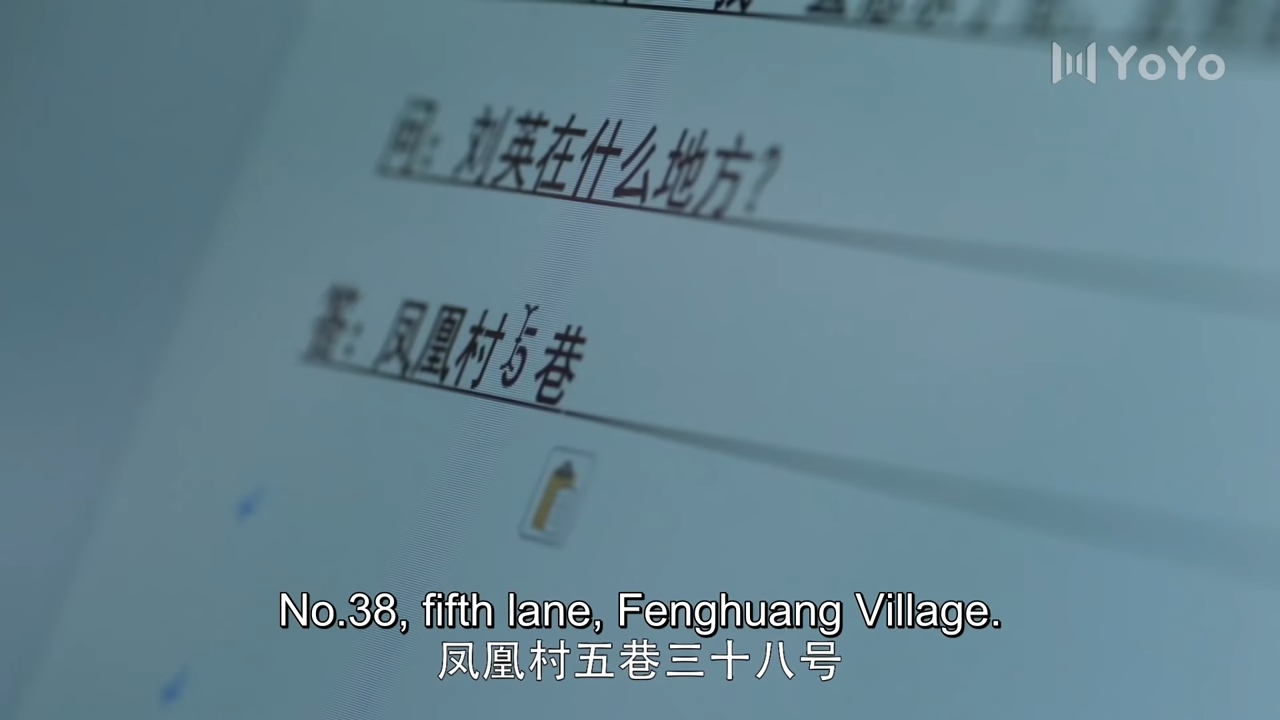 YoYo
问：刘英在什么地方？
答：凤凰村5巷
No.38, fifth lane, Fenghuang Village.
凤凰村五巷三十八号